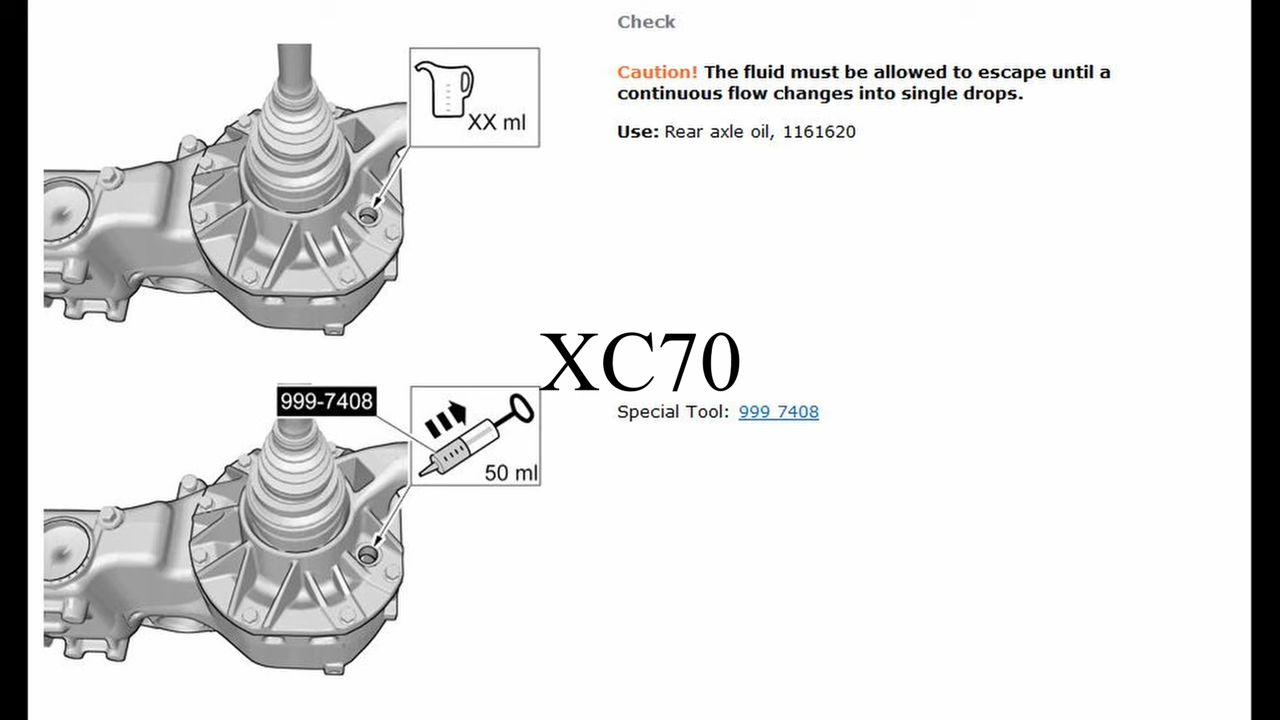 Check
XX ml
Caution! The fluid must be allowed to escape until a
continuous flow changes into single drops.
Use: Rear axle oil, 1161620
XC70
999-7408
50 ml
Special Tool: 999 7408